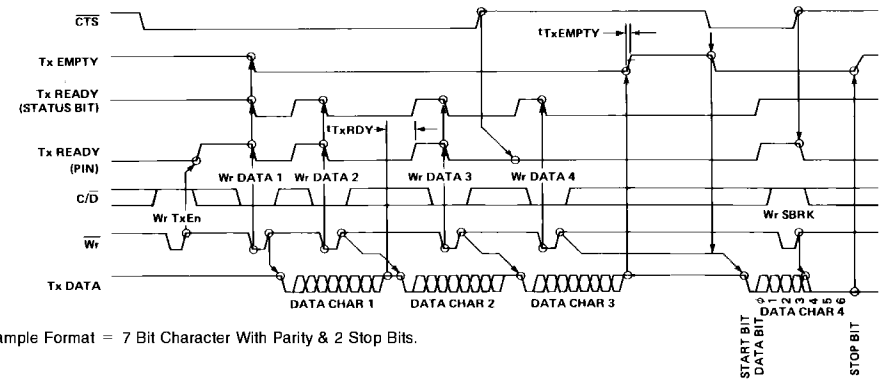 CTS
tTxEMPTY
Tx EMPTY
Tx READY
(STATUS BIT)
tTxRDY
Tx READY
(PIN)
Wr DATA 1 Wr DATA 2 Wr DATA 3 Wr DATA 4
C/D
Wr TxEn
Wr SBRK
Wr
Tx DATA
DATA CHAR 1
DATA CHAR 2
DATA CHAR 3
DATA CHAR 4
0 1 2 3 4 5 6
START BIT
DATA BIT
STOP BIT
ample Format = 7 Bit Character With Parity & 2 Stop Bits.